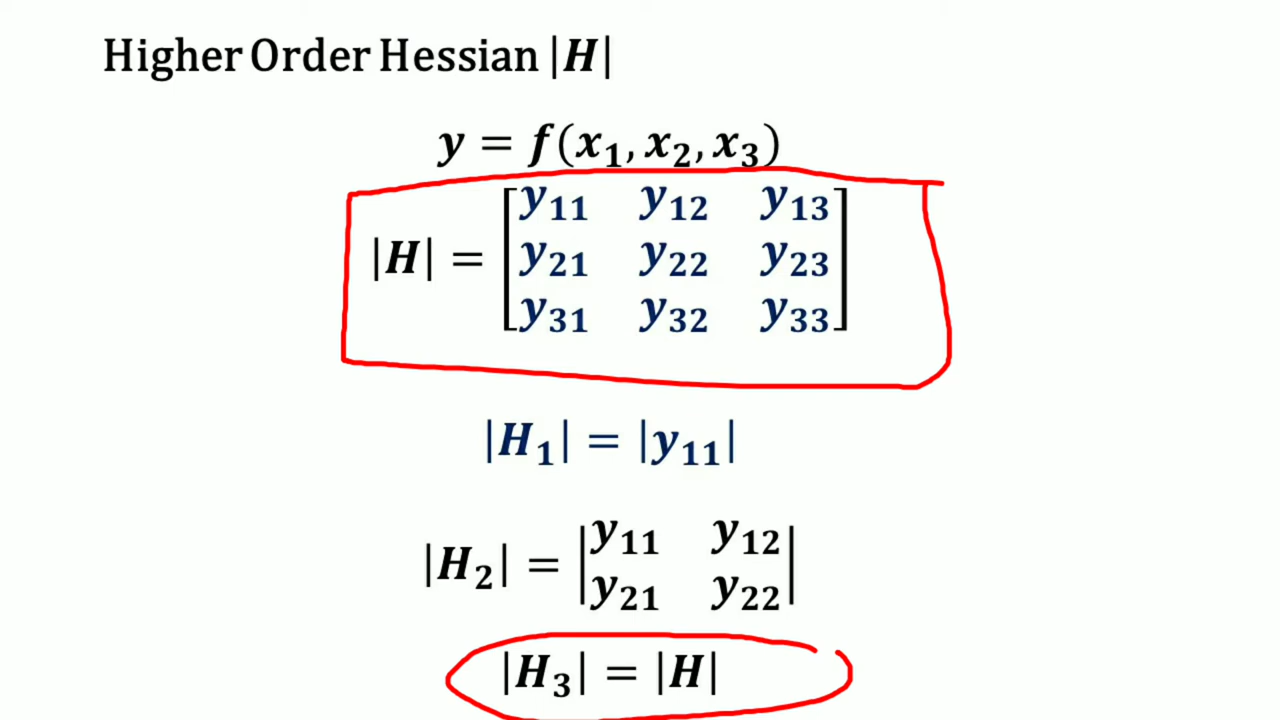 Higher Order Hessian |H|
y = f(x₁, x₂, x₃)
|H| = [y₁₁ y₁₂ y₁₃
y₂₁ y₂₂ y₂₃
y₃₁ y₃₂ y₃₃]
|H₁| = |y₁₁|
|H₂| = |y₁₁ y₁₂
y₂₁ y₂₂|
|H₃| = |H|